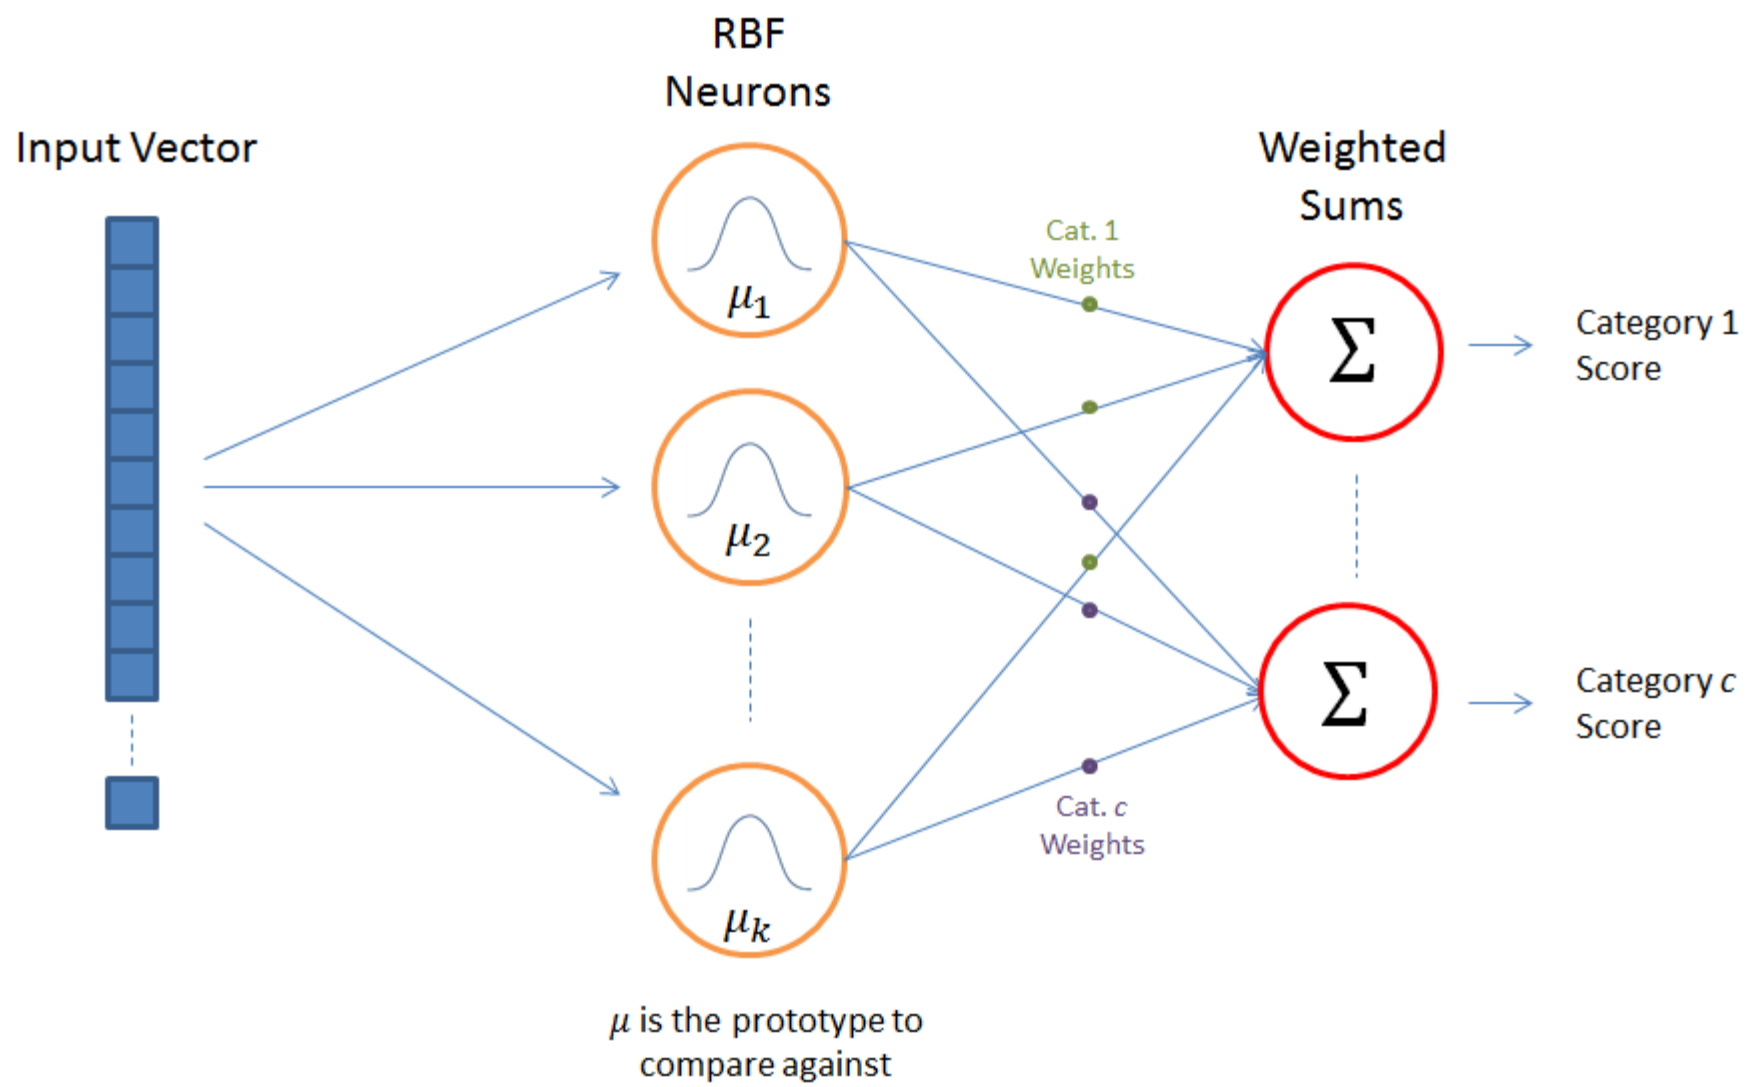 RBF
Neurons
Input Vector
Weighted
Sums
Cat. 1
Weights
μ₁
Σ
Category 1
Score
μ₂
Σ
Category c
Score
Cat. c
Weights
μₖ
μ is the prototype to
compare against